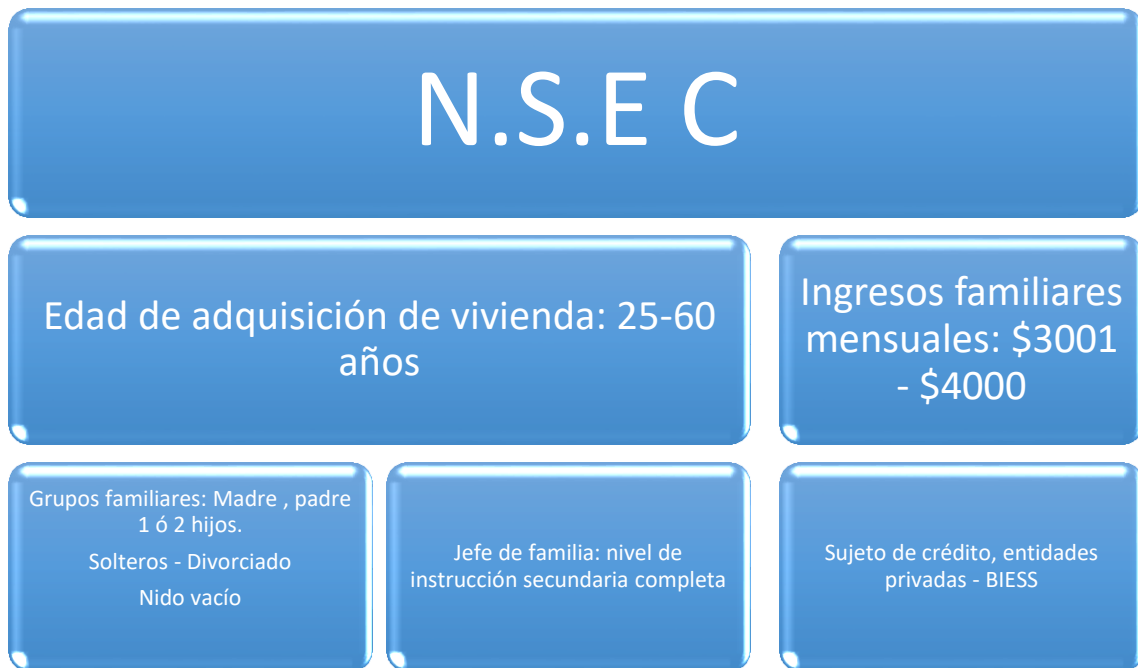 N.S.E C
Edad de adquisición de vivienda: 25-60
años
Ingresos familiares
mensuales: $3001
- $4000
Grupos familiares: Madre , padre
1 ó 2 hijos.
Solteros - Divorciado
Nido vacío
Jefe de familia: nivel de
instrucción secundaria completa
Sujeto de crédito, entidades
privadas - BIESS